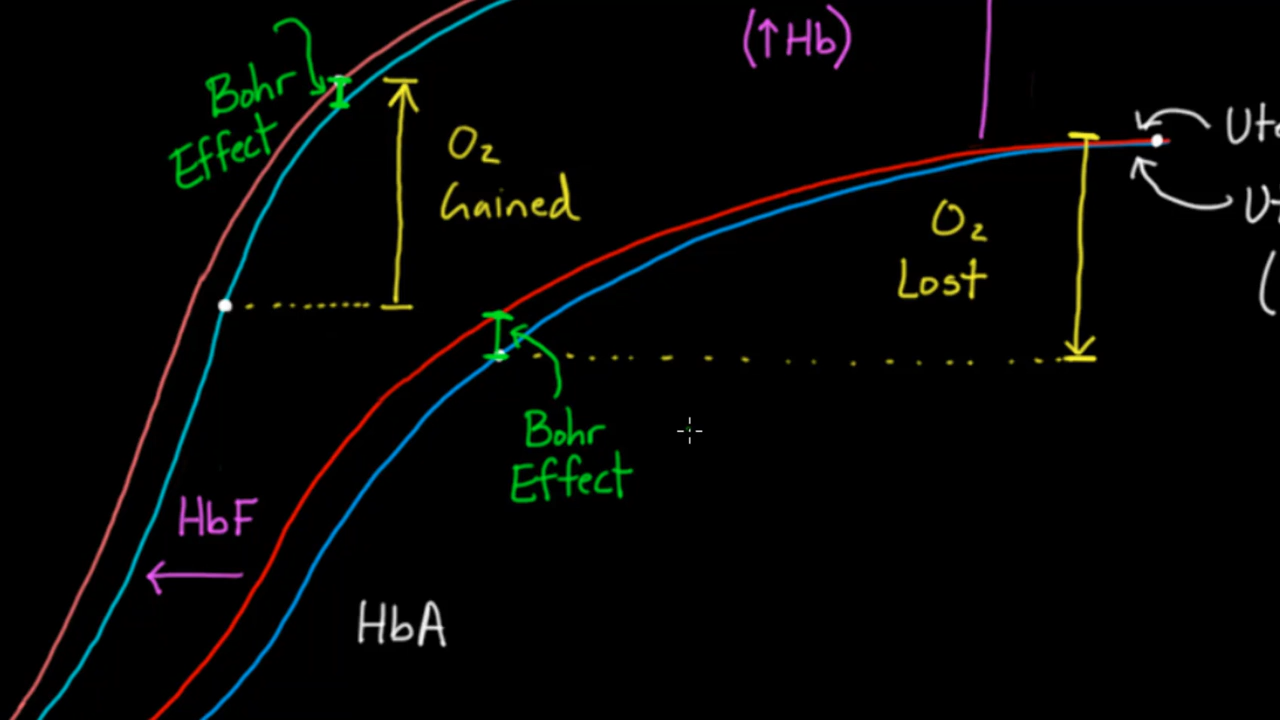 (↑Hb)
Bohr
Effect
O₂
Gained
O₂
Lost
Bohr
Effect
HbF
HbA